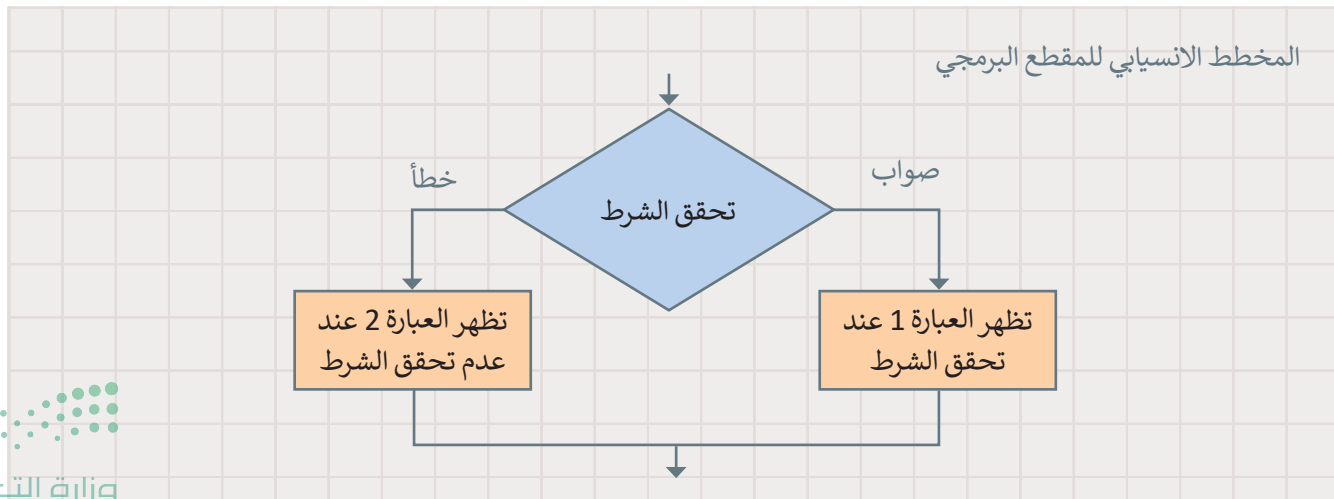 المخطط الانسيابي للمقطع البرمجي
صواب
خطأ
تحقق الشرط
تظهر العبارة 1 عند
تحقق الشرط
تظهر العبارة 2 عند
عدم تحقق الشرط
وزارة